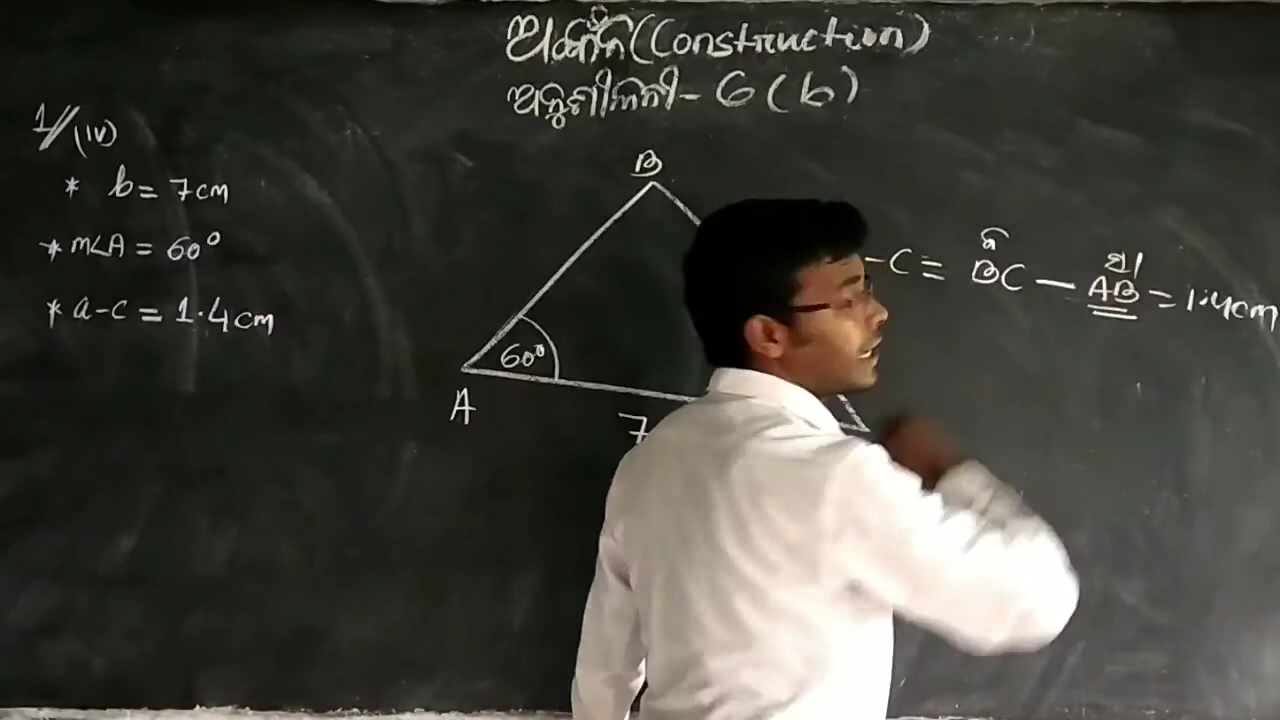 ଅଙ୍କନ (Construction)
ଅନୁଶୀଳନୀ - 6 (b)
1/(iv)
* b = 7cm
* m∠A = 60°
* a-c = 1.4cm
B
60°
A
7
-C = BC - AB = 1.4cm